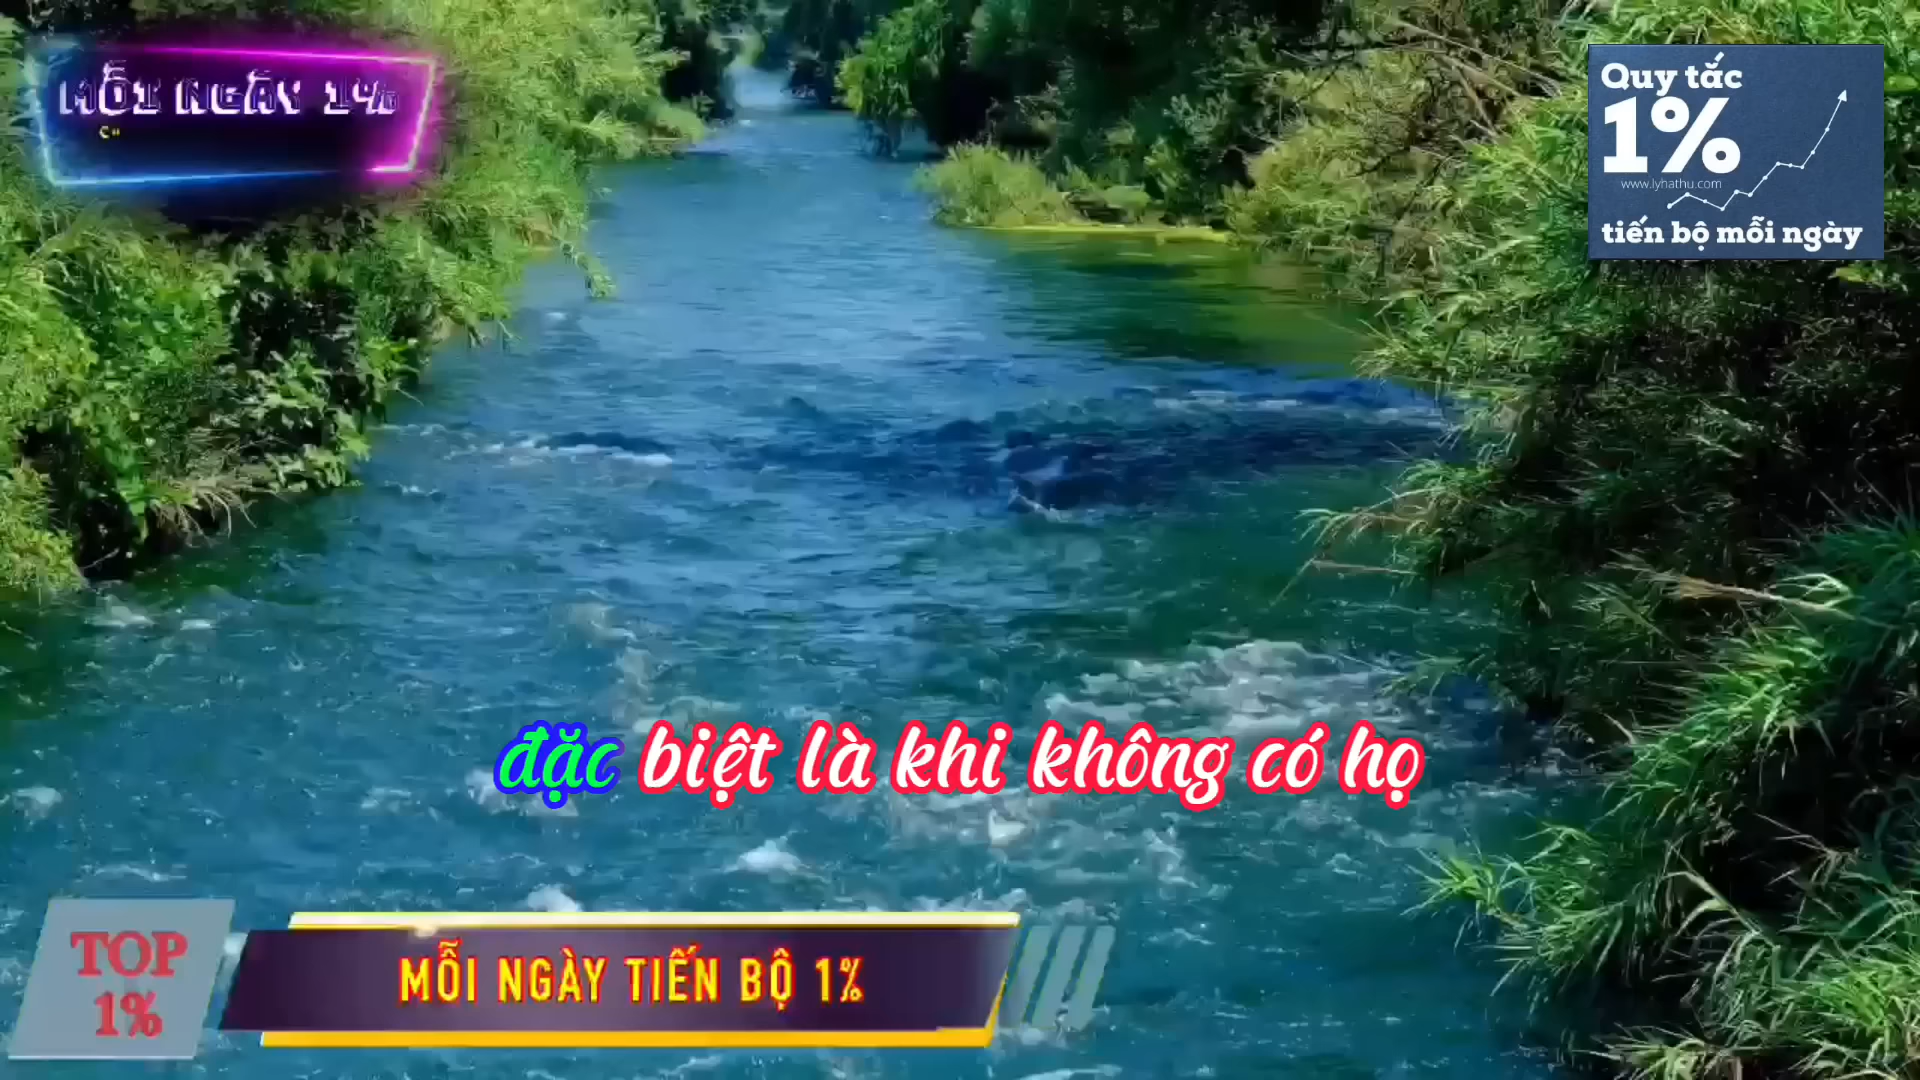 MỖI NGÀY 1%
Quy tắc
1%
www.lyhathu.com
tiến bộ mỗi ngày
đặc biệt là khi không có họ
TOP
1%
MỖI NGÀY TIẾN BỘ 1%